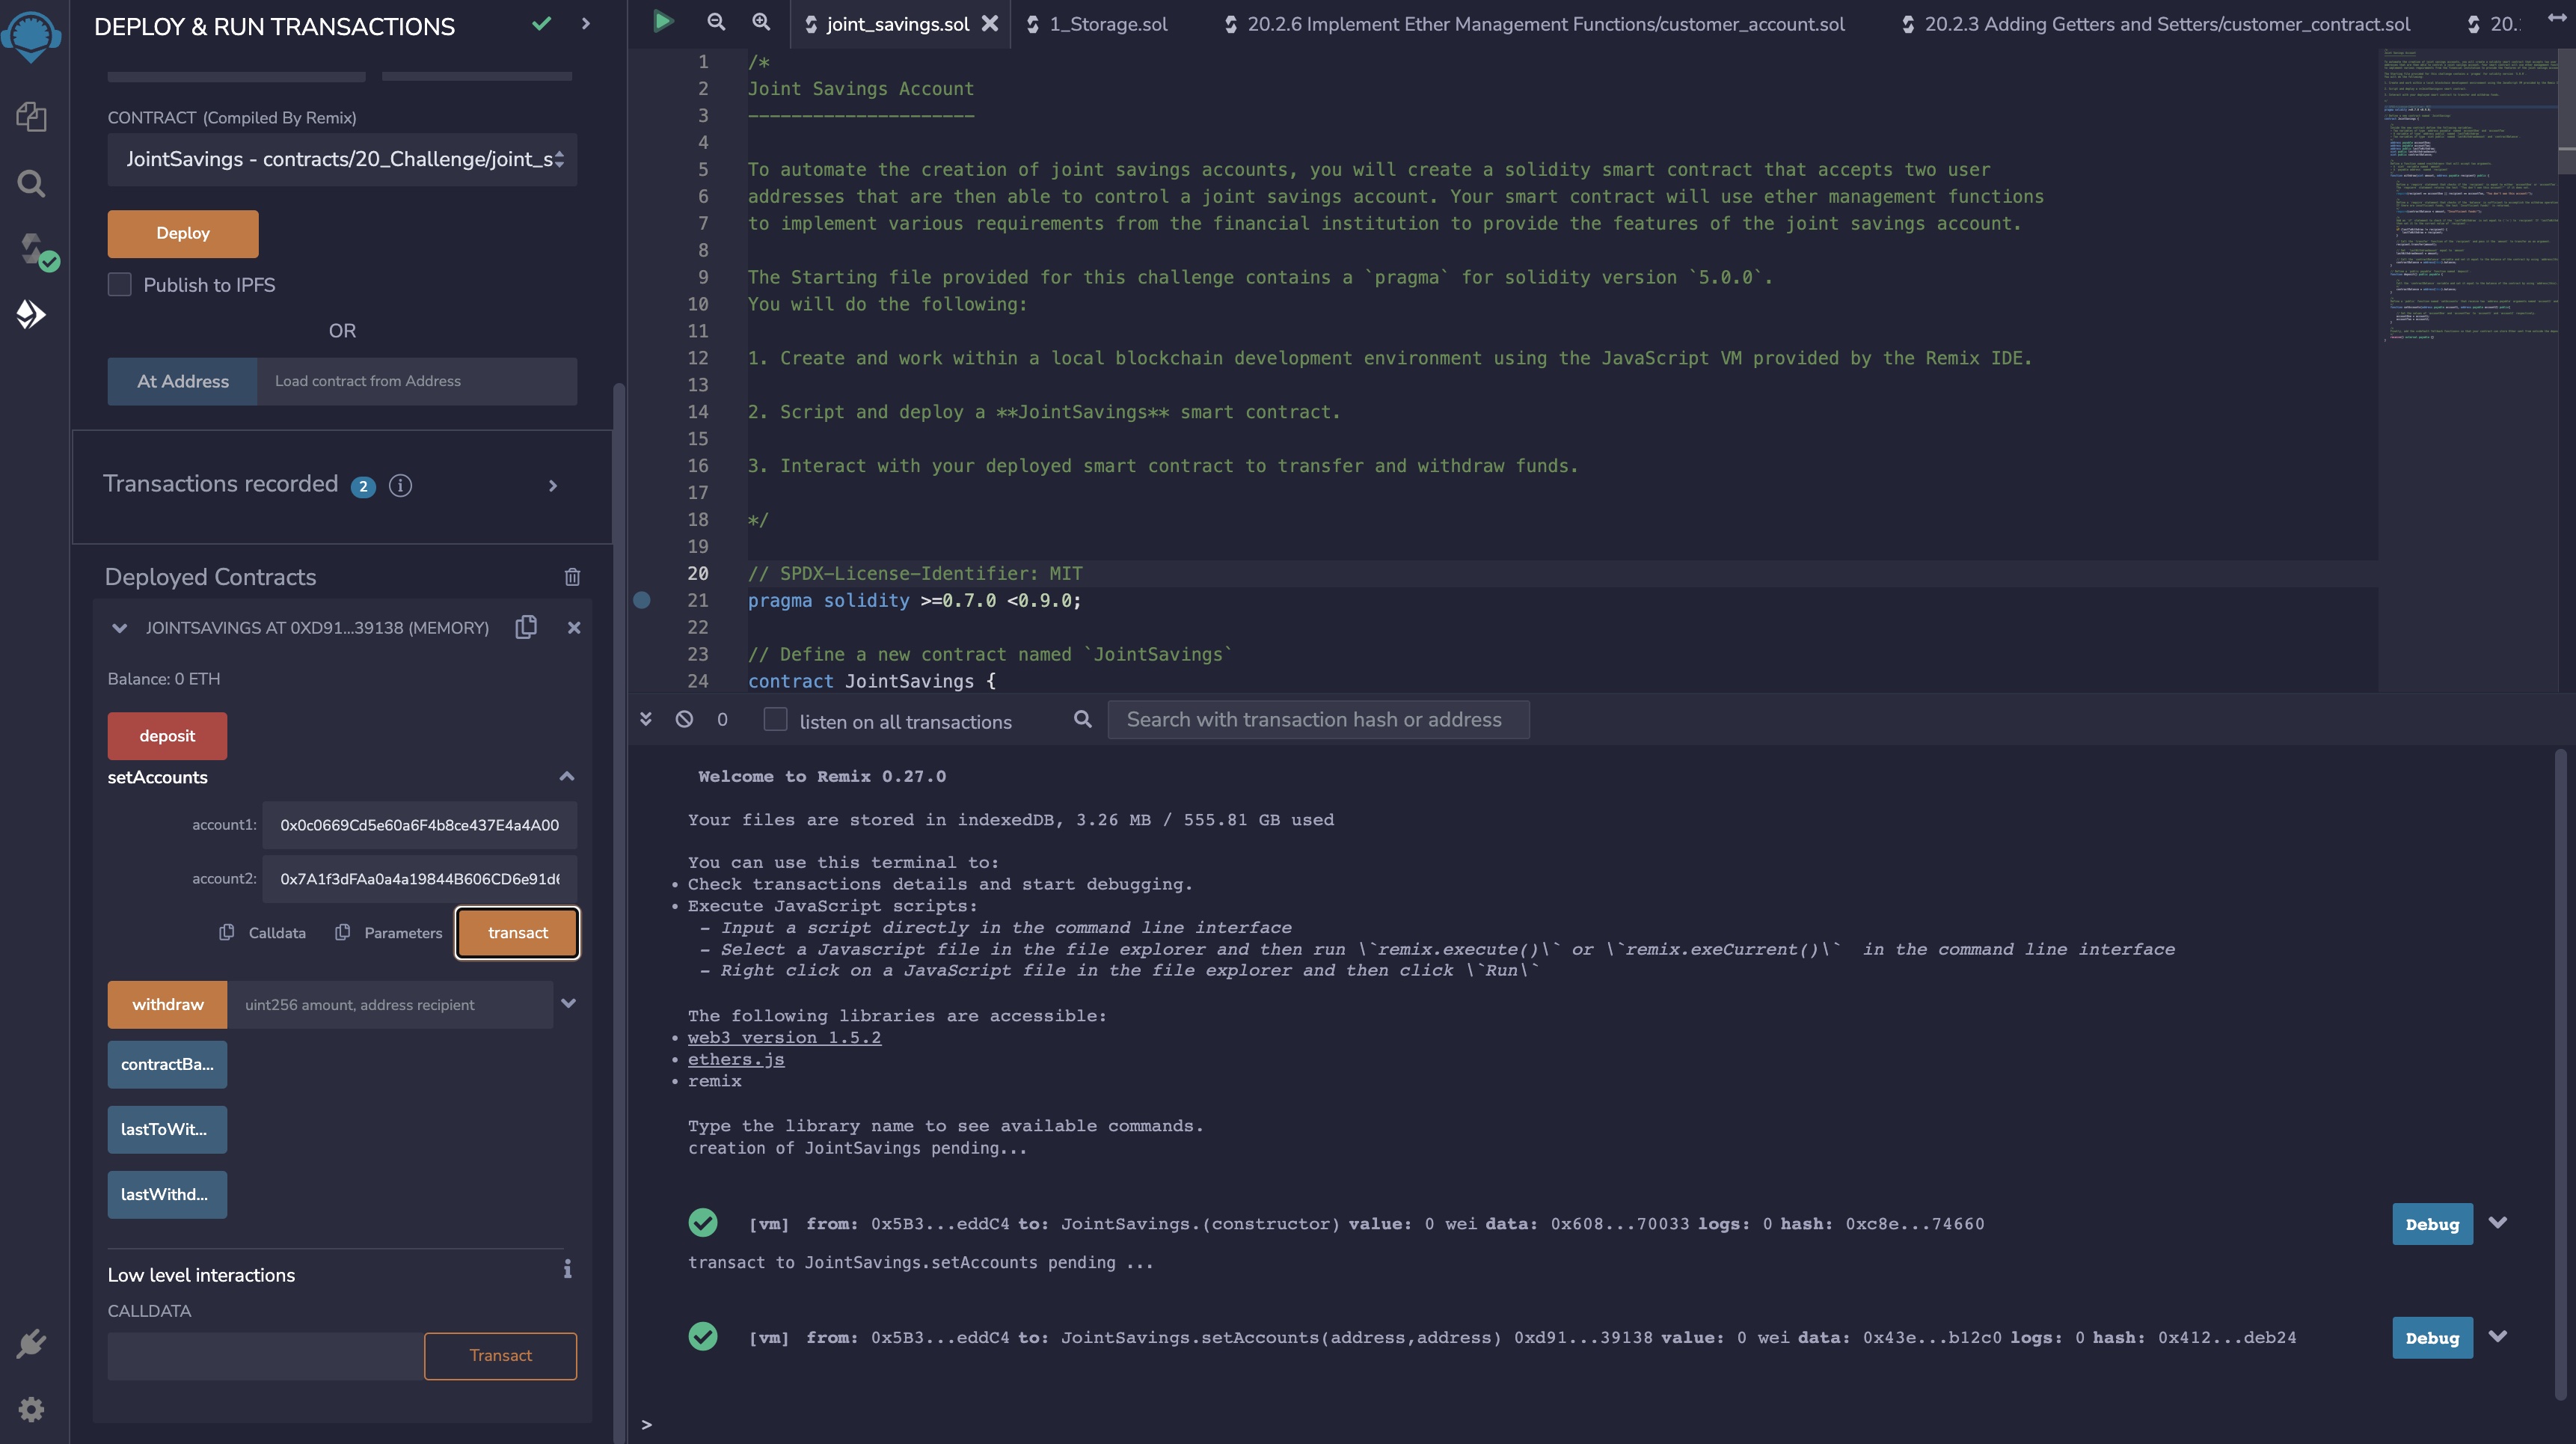 DEPLOY & RUN TRANSACTIONS
CONTRACT (Compiled By Remix)
JointSavings - contracts/20_Challenge/joint_s
Deploy
Publish to IPFS
OR
At Address
Load contract from Address
Transactions recorded 2
Deployed Contracts
JOINTSAVINGS AT 0XD91...39138 (MEMORY)
Balance: 0 ETH
deposit
setAccounts
account1: 0x0c0669Cd5e60a6F4b8ce437E4a4A00
account2: 0x7A1f3dFAa0a4a19844B606CD6e91d
Calldata
Parameters
transact
withdraw
uint256 amount, address recipient
contractBa...
lastToWit...
lastWithd...
Low level interactions
CALLDATA
Transact
joint_savings.sol
1_Storage.sol
20.2.6 Implement Ether Management Functions/customer_account.sol
20.2.3 Adding Getters and Setters/customer_contract.sol
20.
1 /*
2 Joint Savings Account
3 ---------------------
4
5 To automate the creation of joint savings accounts, you will create a solidity smart contract that accepts two user
6 addresses that are then able to control a joint savings account. Your smart contract will use ether management functions
7 to implement various requirements from the financial institution to provide the features of the joint savings account.
8
9 The Starting file provided for this challenge contains a `pragma` for solidity version `5.0.0`.
10 You will do the following:
11
12 1. Create and work within a local blockchain development environment using the JavaScript VM provided by the Remix IDE.
13
14 2. Script and deploy a **JointSavings** smart contract.
15
16 3. Interact with your deployed smart contract to transfer and withdraw funds.
17
18 */
19
20 // SPDX-License-Identifier: MIT
21 pragma solidity >=0.7.0 <0.9.0;
22
23 // Define a new contract named `JointSavings`
24 contract JointSavings {
0
listen on all transactions
Search with transaction hash or address
Welcome to Remix 0.27.0
Your files are stored in indexedDB, 3.26 MB / 555.81 GB used
You can use this terminal to:
• Check transactions details and start debugging.
• Execute JavaScript scripts:
- Input a script directly in the command line interface
- Select a Javascript file in the file explorer and then run \`remix.execute()\` or \`remix.exeCurrent()\` in the command line interface
- Right click on a JavaScript file in the file explorer and then click \`Run\`
The following libraries are accessible:
• web3 version 1.5.2
• ethers.js
• remix
Type the library name to see available commands.
creation of JointSavings pending...
[vm] from: 0x5B3...eddC4 to: JointSavings.(constructor) value: 0 wei data: 0x608...70033 logs: 0 hash: 0xc8e...74660
Debug
transact to JointSavings.setAccounts pending ...
[vm] from: 0x5B3...eddC4 to: JointSavings.setAccounts(address,address) 0xd91...39138 value: 0 wei data: 0x43e...b12c0 logs: 0 hash: 0x412...deb24
Debug
>